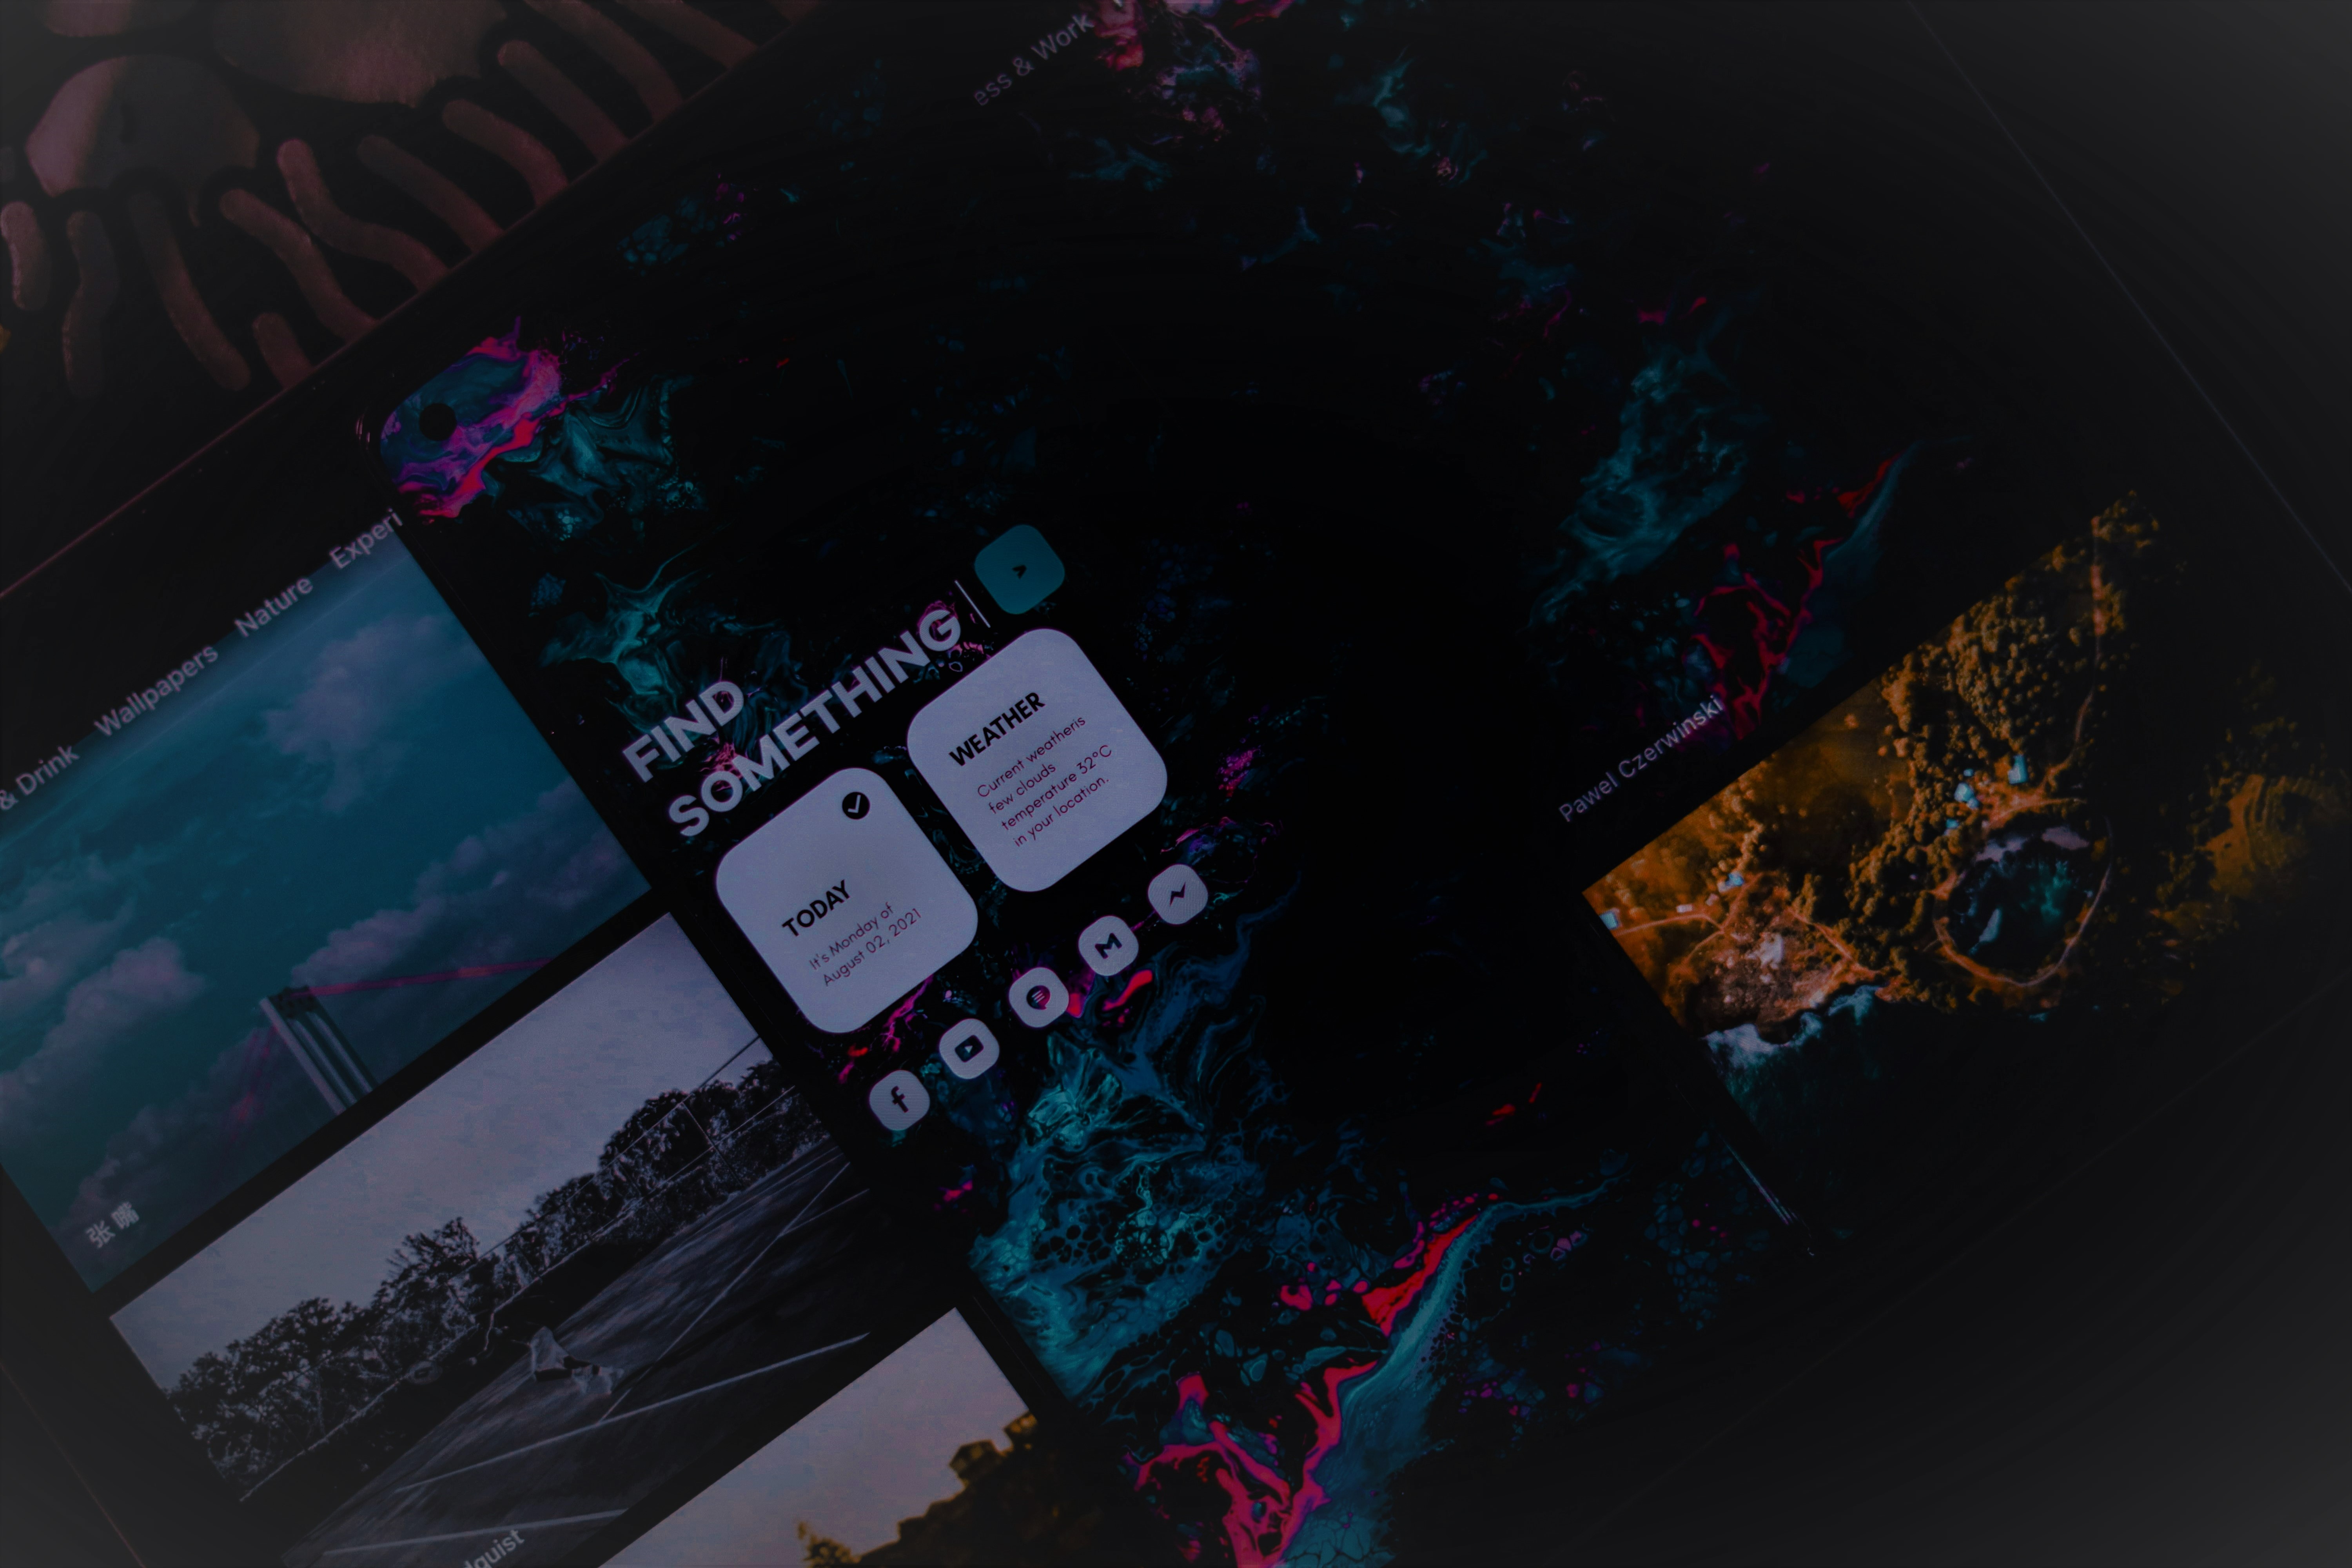 ess & Work
& Drink Wallpapers Nature Experi
FIND
SOMETHING
WEATHER
Current weatheris
few clouds
temperature 32°C
in your location.
TODAY
It's Monday of
August 02, 2021
Pawel Czerwinski
张 嘴
dquist